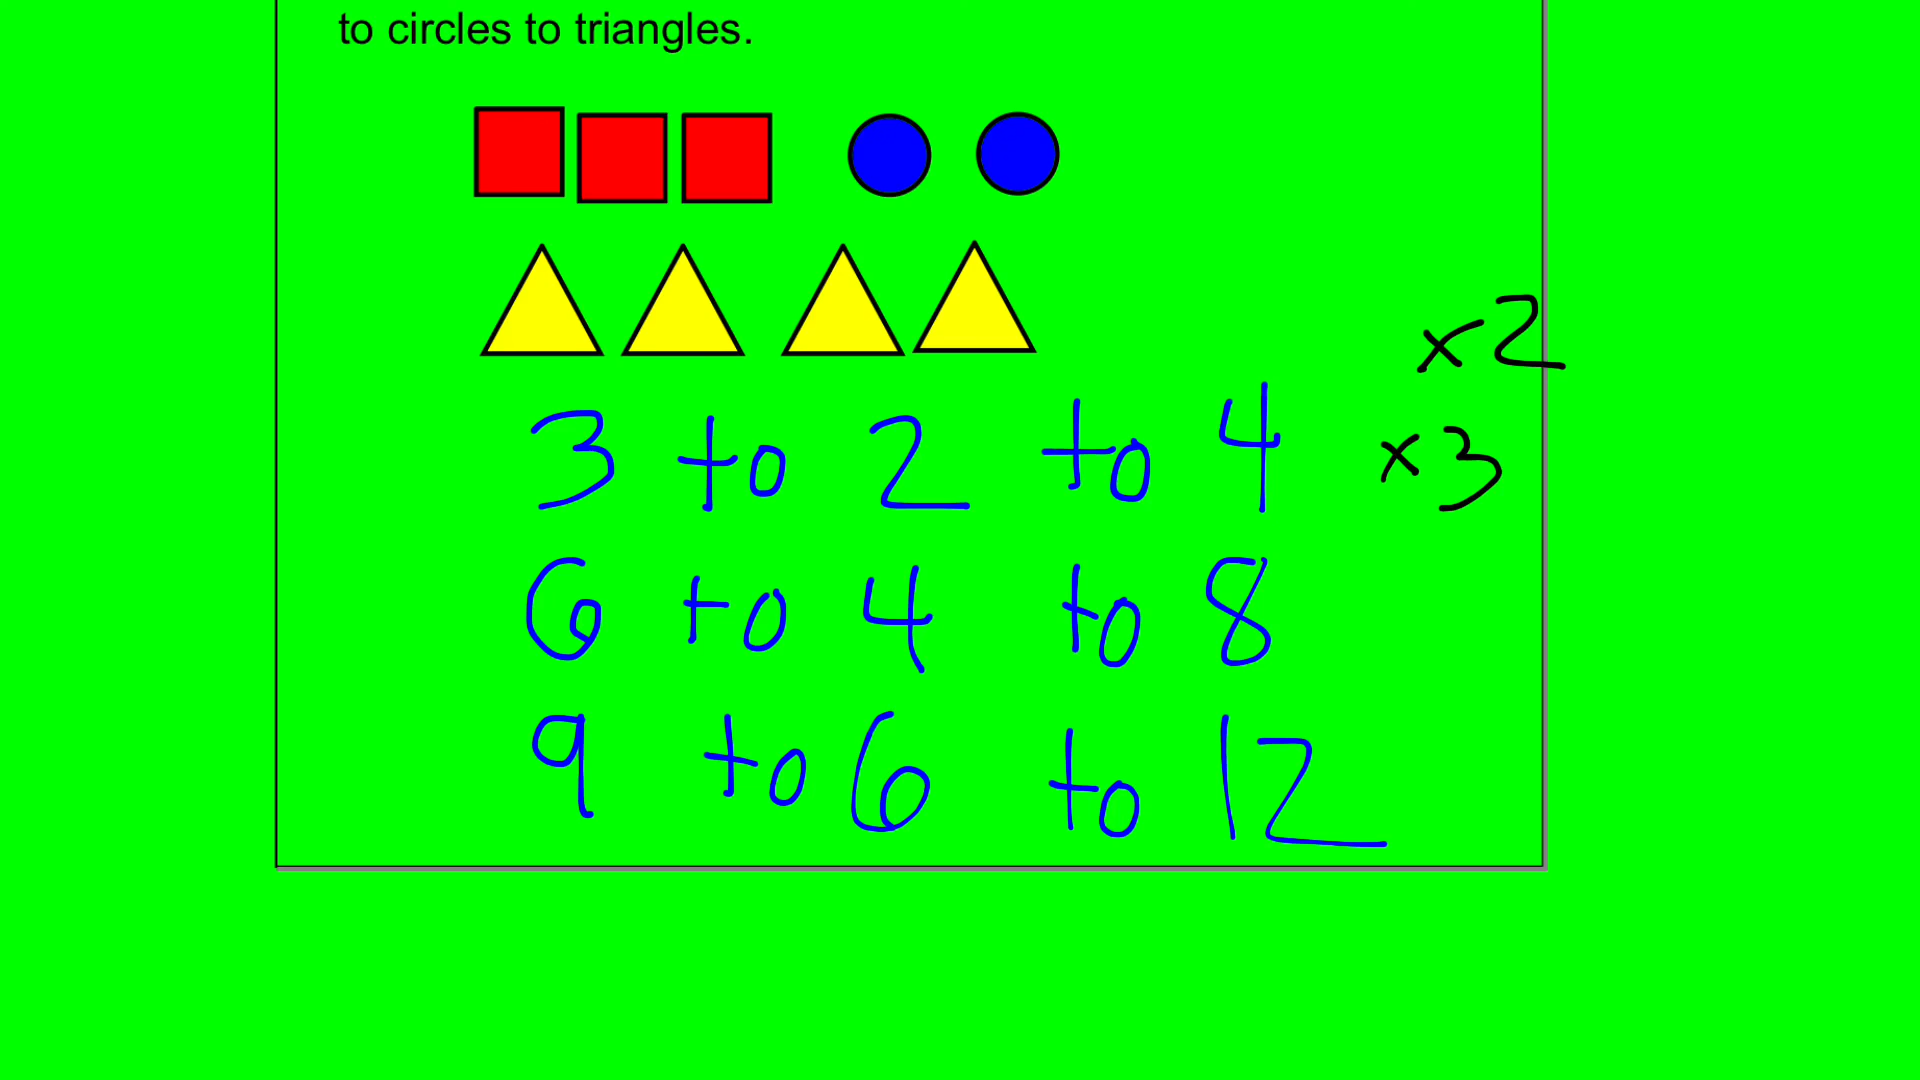 to circles to triangles.
x2
3 to 2 to 4
x3
6 to 4 to 8
9 to 6 to 12